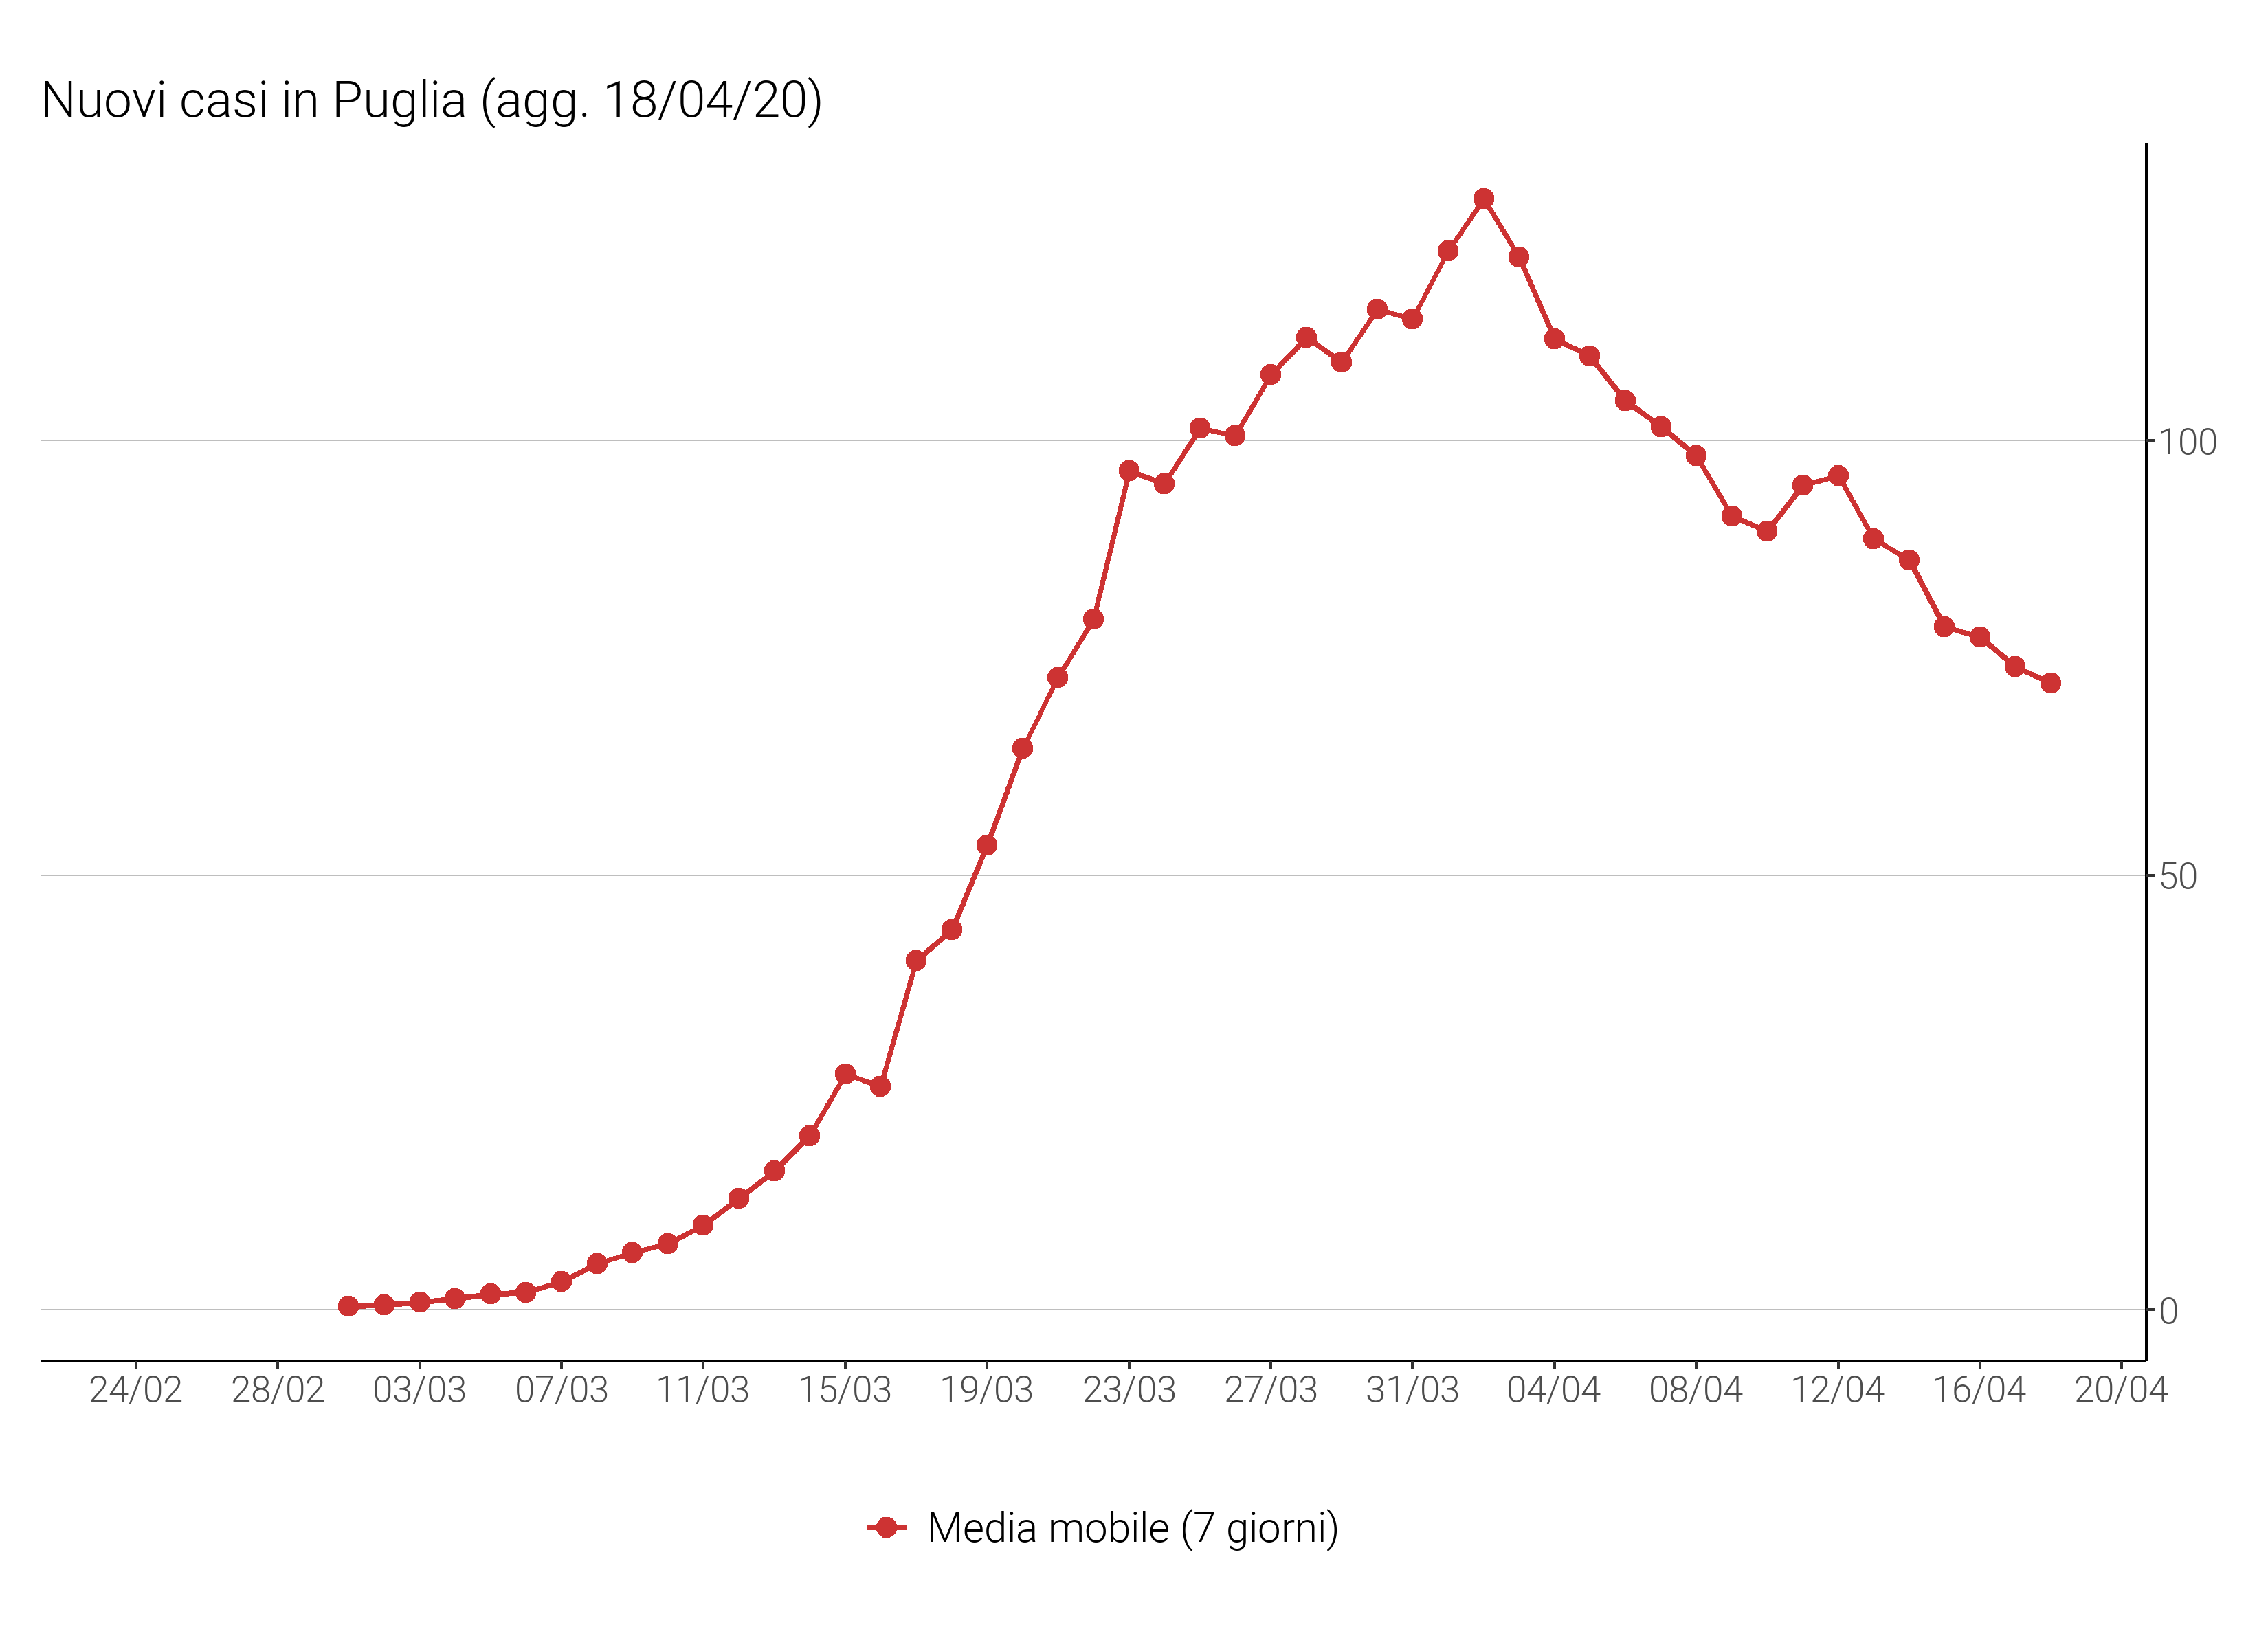 Nuovi casi in Puglia (agg. 18/04/20)
100
50
0
24/02 28/02 03/03 07/03 11/03 15/03 19/03 23/03 27/03 31/03 04/04 08/04 12/04 16/04 20/04
Media mobile (7 giorni)